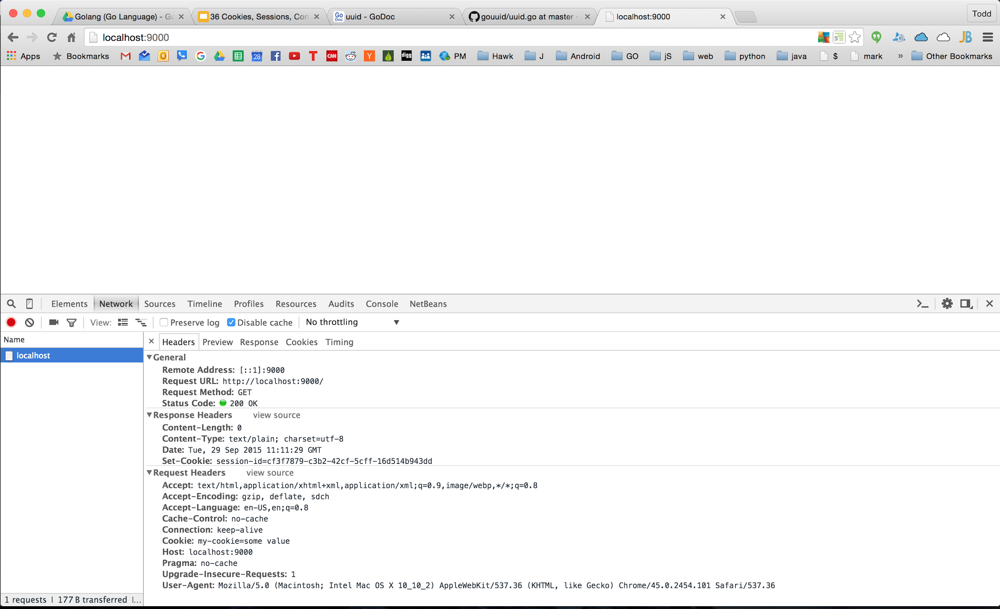 Golang (Go Language) - Go
36 Cookies, Sessions, Con
Go Doc uuid - GoDoc
gouuid/uuid.go at master ·
localhost:9000
Todd
localhost:9000
Apps Bookmarks 28 T CNN Y digg PM Hawk J Android GO jS web python java $ mark » Other Bookmarks
JB
Elements Network Sources Timeline Profiles Resources Audits Console NetBeans
View: Preserve log Disable cache No throttling
Name
Headers Preview Response Cookies Timing
localhost
General
Remote Address: [::1]:9000
Request URL: http://localhost:9000/
Request Method: GET
Status Code: 200 OK
Response Headers view source
Content-Length: 0
Content-Type: text/plain; charset=utf-8
Date: Tue, 29 Sep 2015 11:11:29 GMT
Set-Cookie: session-id=cf3f7879-c3b2-42cf-5cff-16d514b943dd
Request Headers view source
Accept: text/html,application/xhtml+xml,application/xml;q=0.9,image/webp,*/*;q=0.8
Accept-Encoding: gzip, deflate, sdch
Accept-Language: en-US,en;q=0.8
Cache-Control: no-cache
Connection: keep-alive
Cookie: my-cookie=some value
Host: localhost:9000
Pragma: no-cache
Upgrade-Insecure-Requests: 1
User-Agent: Mozilla/5.0 (Macintosh; Intel Mac OS X 10_10_2) AppleWebKit/537.36 (KHTML, like Gecko) Chrome/45.0.2454.101 Safari/537.36
1 requests | 177 B transferred |...